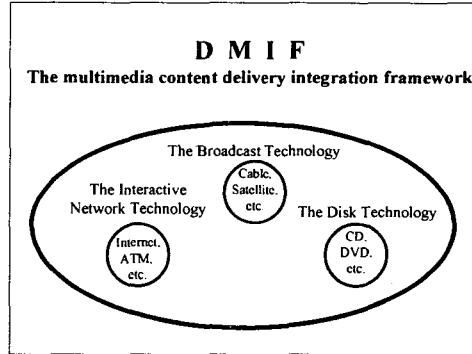 D M I F
The multimedia content delivery integration framework
The Broadcast Technology
Cable,
Satellite,
etc.
The Interactive
Network Technology
Internet,
ATM,
etc.
The Disk Technology
CD,
DVD,
etc.